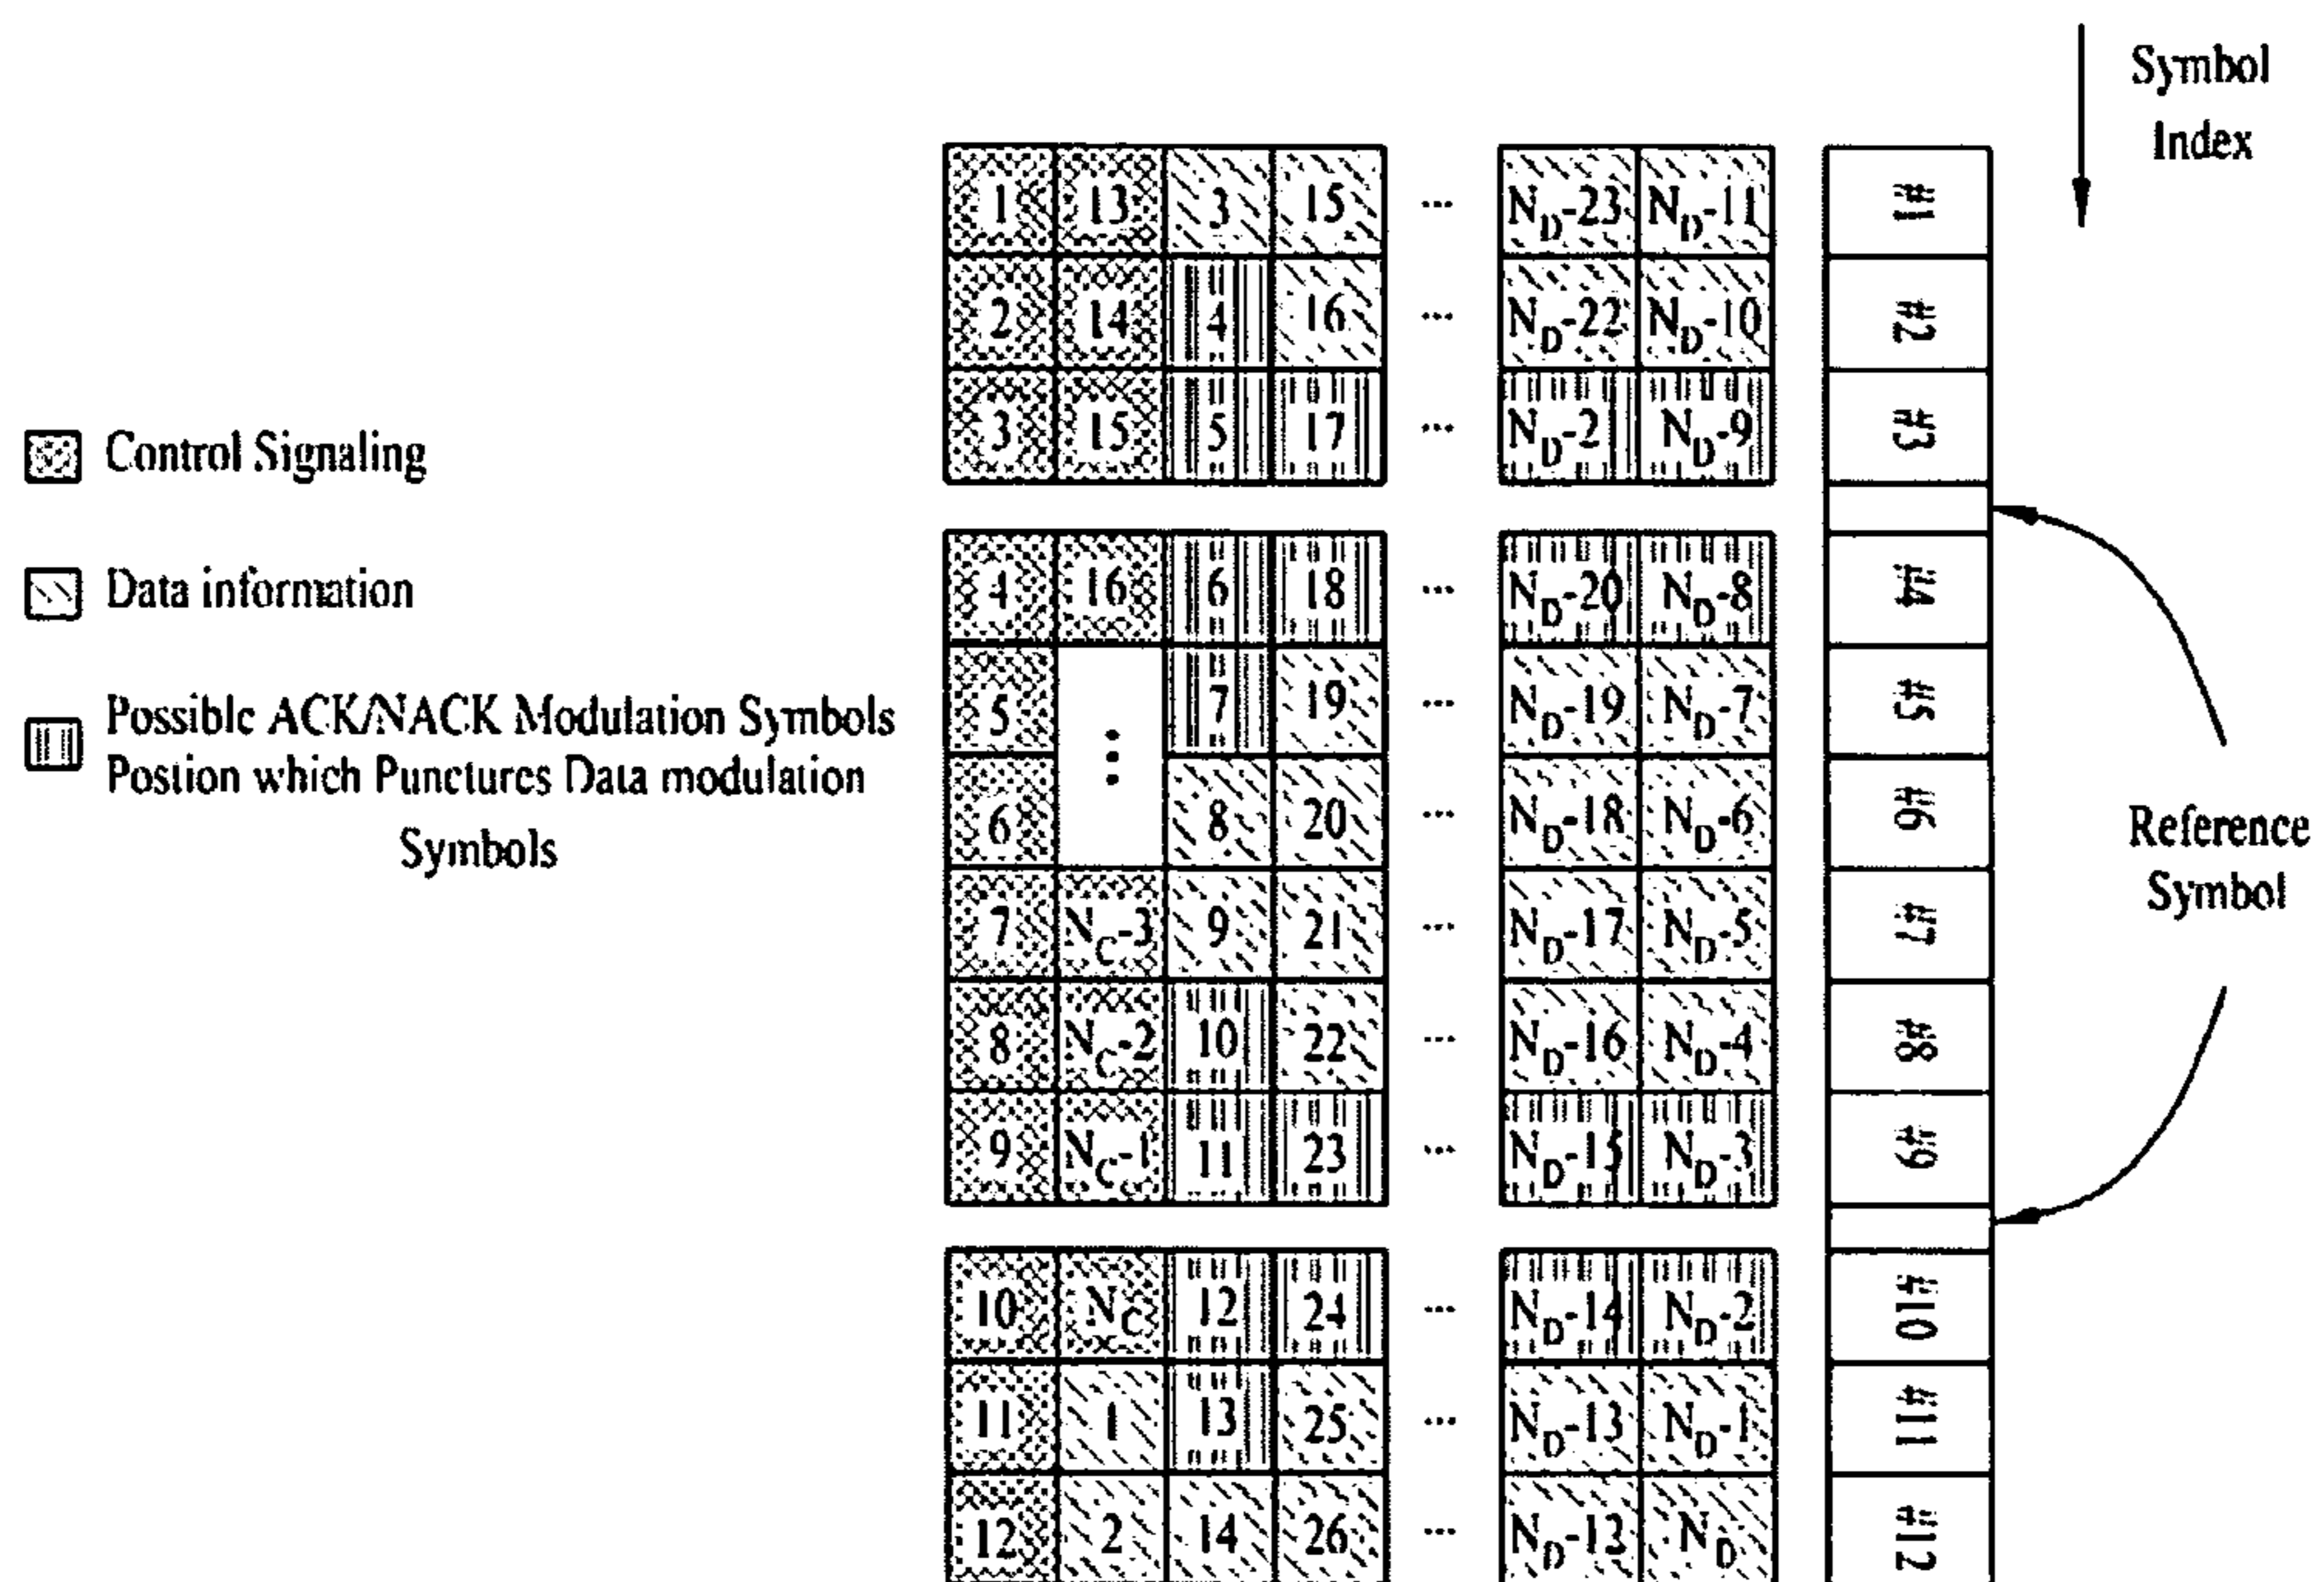 Symbol
Index
1 13 3 15 ... N_D-23 N_D-11 #1
2 14 4 16 ... N_D-22 N_D-10 #2
3 15 5 17 ... N_D-2 N_D-9 #3
Control Signaling
4 16 6 18 ... N_D-20 N_D-8 #4
Data information
5 7 19 ... N_D-19 N_D-7 #5
Possible ACK/NACK Modulation Symbols
Postion which Punctures Data modulation
Symbols
6 8 20 ... N_D-18 N_D-6 #6
Reference
Symbol
7 N_C-3 9 21 ... N_D-17 N_D-5 #7
8 N_C-2 10 22 ... N_D-16 N_D-4 #8
9 N_C-1 11 23 ... N_D-15 N_D-3 #9
10 N_C 12 24 ... N_D-14 N_D-2 #10
11 1 13 25 ... N_D-13 N_D-1 #11
12 2 14 26 ... N_D-13 N_D #12